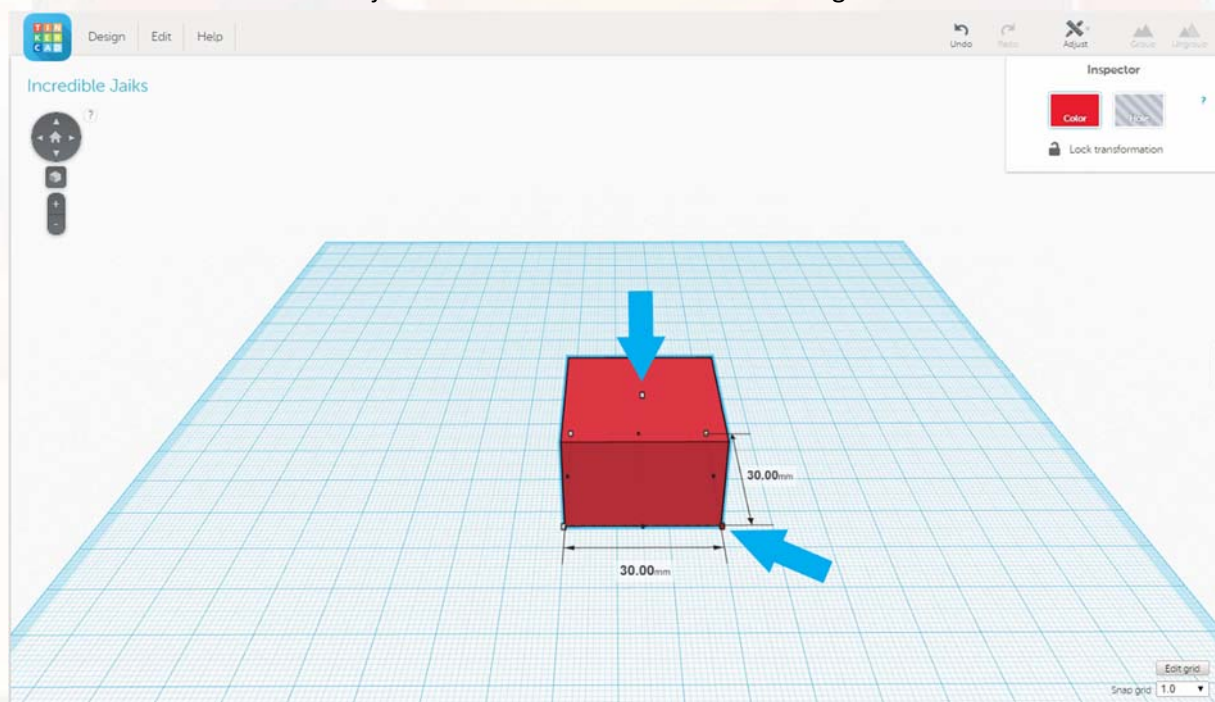 TIN
KER
CAD
Design
Edit
Help
Undo
Redo
Adjust
Group
Ungroup
Incredible Jaiks
?
Inspector
Color
Hole
?
Lock transformation
+
-
30.00mm
30.00mm
Edit grid
Snap grid 1.0